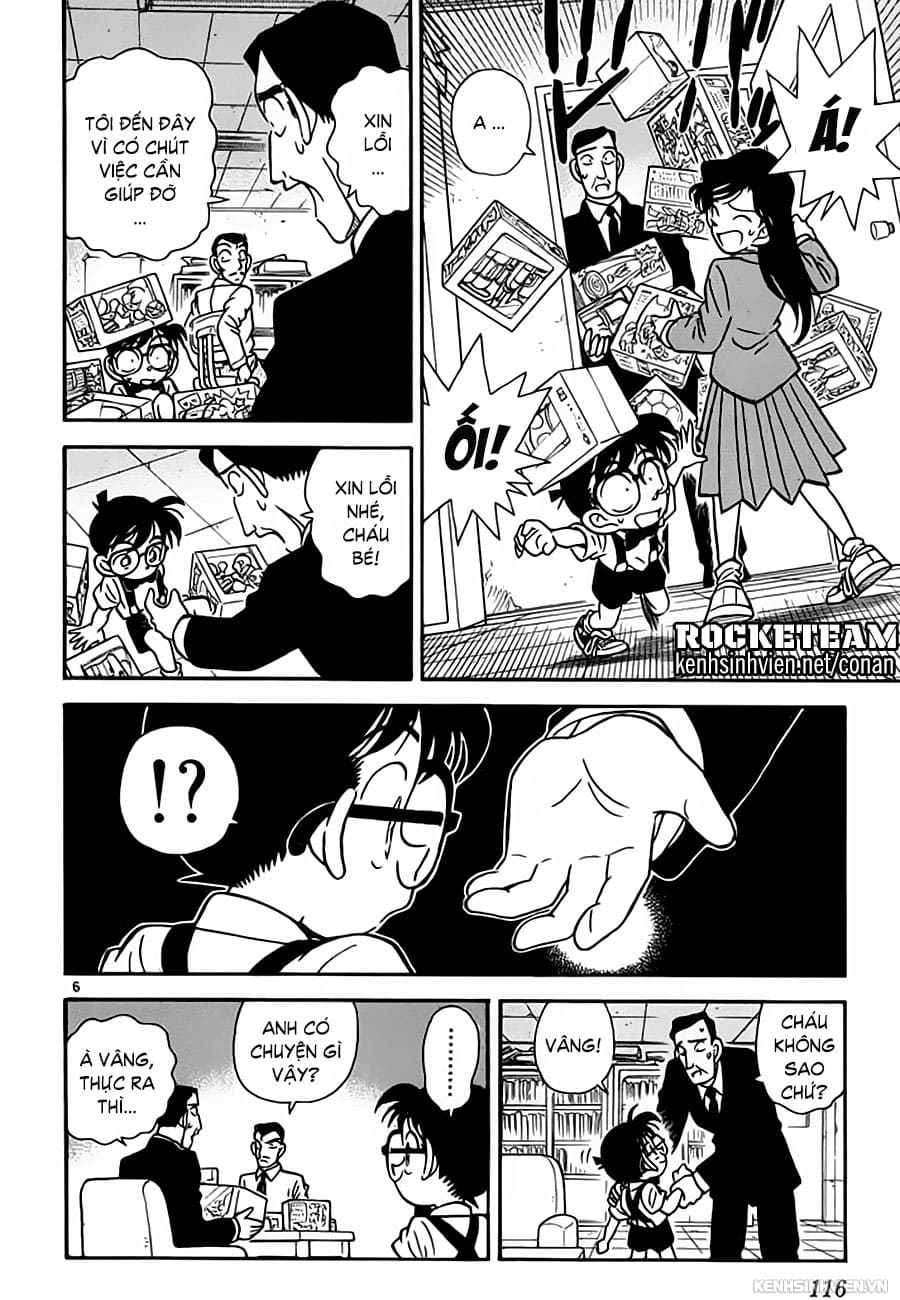 Á!
A ...
ỐI!
ROCKETEAM
kenhsinhvien.net/conan
XIN
LỖI
...
TÔI ĐẾN ĐÂY
VÌ CÓ CHÚT
VIỆC CẦN
GIÚP ĐỠ
...
XIN LỖI
NHÉ,
CHÁU
BÉ!
!?
6
CHÁU
KHÔNG
SAO
CHỨ?
VÂNG!
.........
ANH CÓ
CHUYỆN GÌ
VẬY?
À VÂNG,
THỰC RA
THÌ...
116
KENHSINHVIEN.VN